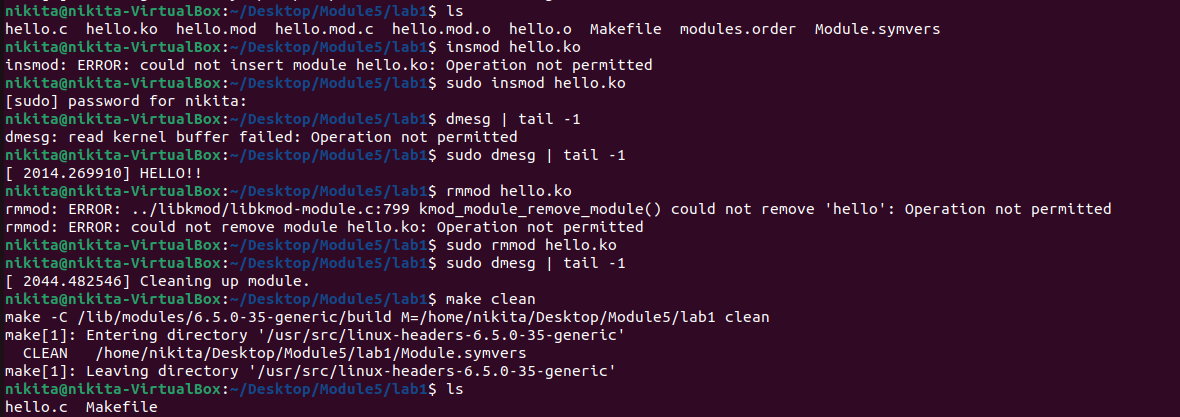 nikita@nikita-VirtualBox:~/Desktop/Module5/lab1$ ls
hello.c  hello.ko  hello.mod  hello.mod.c  hello.mod.o  hello.o  Makefile  modules.order  Module.symvers
nikita@nikita-VirtualBox:~/Desktop/Module5/lab1$ insmod hello.ko
insmod: ERROR: could not insert module hello.ko: Operation not permitted
nikita@nikita-VirtualBox:~/Desktop/Module5/lab1$ sudo insmod hello.ko
[sudo] password for nikita:
nikita@nikita-VirtualBox:~/Desktop/Module5/lab1$ dmesg | tail -1
dmesg: read kernel buffer failed: Operation not permitted
nikita@nikita-VirtualBox:~/Desktop/Module5/lab1$ sudo dmesg | tail -1
[ 2014.269910] HELLO!!
nikita@nikita-VirtualBox:~/Desktop/Module5/lab1$ rmmod hello.ko
rmmod: ERROR: ../libkmod/libkmod-module.c:799 kmod_module_remove_module() could not remove 'hello': Operation not permitted
rmmod: ERROR: could not remove module hello.ko: Operation not permitted
nikita@nikita-VirtualBox:~/Desktop/Module5/lab1$ sudo rmmod hello.ko
nikita@nikita-VirtualBox:~/Desktop/Module5/lab1$ sudo dmesg | tail -1
[ 2044.482546] Cleaning up module.
nikita@nikita-VirtualBox:~/Desktop/Module5/lab1$ make clean
make -C /lib/modules/6.5.0-35-generic/build M=/home/nikita/Desktop/Module5/lab1 clean
make[1]: Entering directory '/usr/src/linux-headers-6.5.0-35-generic'
  CLEAN   /home/nikita/Desktop/Module5/lab1/Module.symvers
make[1]: Leaving directory '/usr/src/linux-headers-6.5.0-35-generic'
nikita@nikita-VirtualBox:~/Desktop/Module5/lab1$ ls
hello.c  Makefile